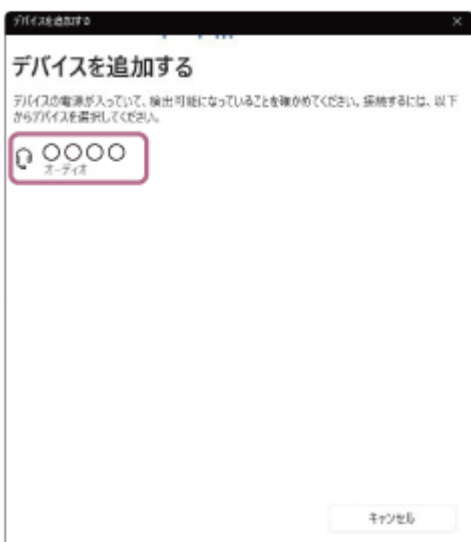 デバイスを追加する
デバイスを追加する
デバイスの電源が入っていて、検出可能になっていることを確かめてください。接続するには、以下
からデバイスを選択してください。
〇〇〇〇
オーディオ
キャンセル